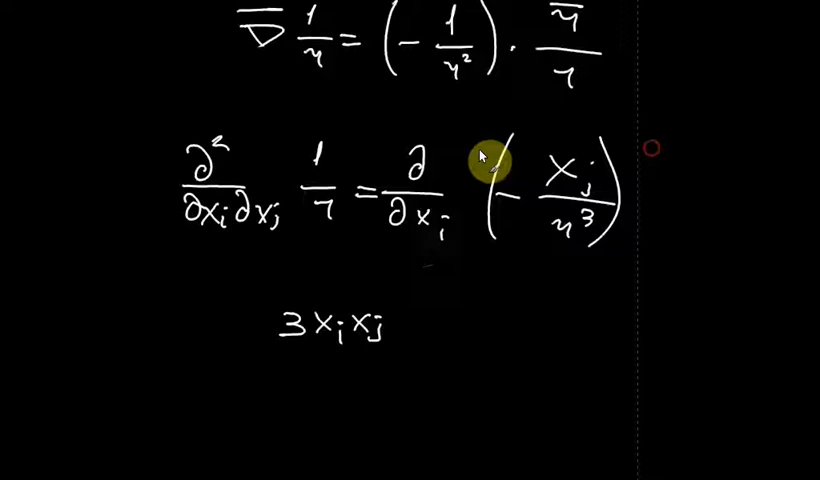 ∇ 1/r = (- 1/r²) · r̅/r
∂²/∂xᵢ∂xⱼ 1/r = ∂/∂xᵢ (- xⱼ/r³)
3xᵢxⱼ